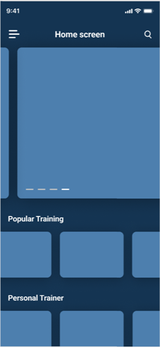 9:41
Home screen
Popular Training
Personal Trainer